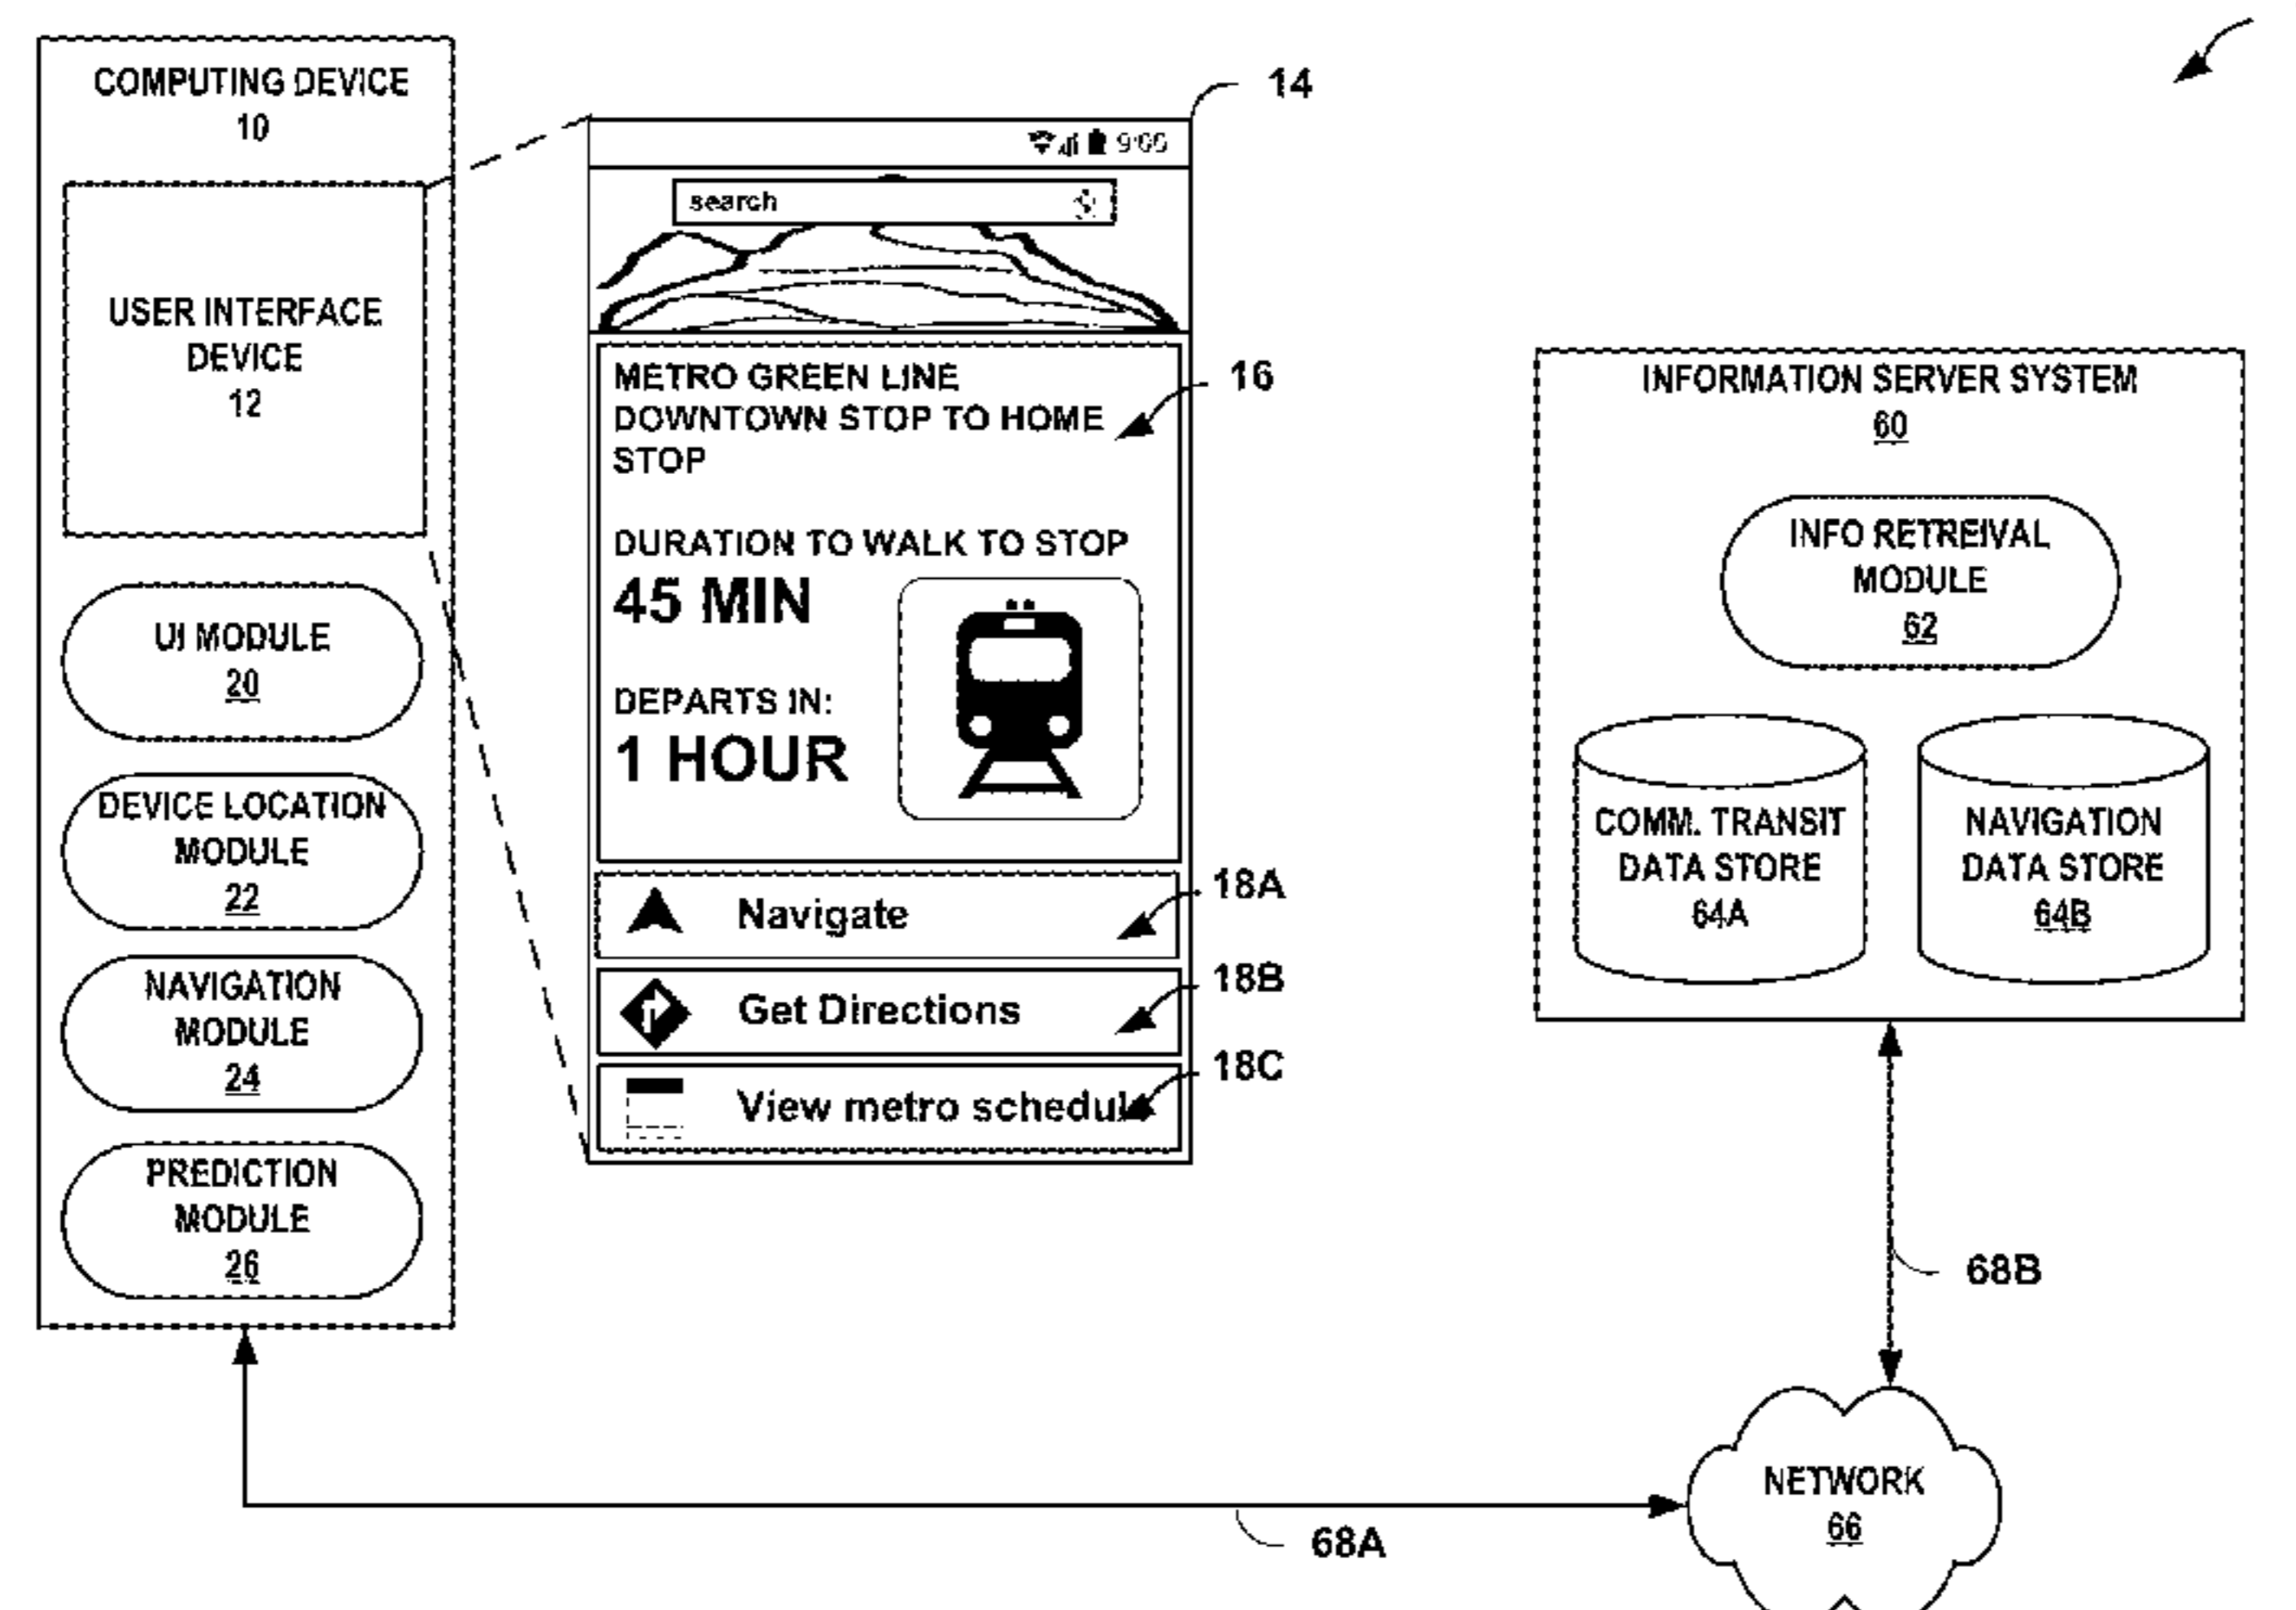 COMPUTING DEVICE
10
USER INTERFACE
DEVICE
12
UI MODULE
20
DEVICE LOCATION
MODULE
22
NAVIGATION
MODULE
24
PREDICTION
MODULE
26
14
search
METRO GREEN LINE
DOWNTOWN STOP TO HOME
STOP
16
DURATION TO WALK TO STOP
45 MIN
DEPARTS IN:
1 HOUR
Navigate
18A
Get Directions
18B
View metro schedule
18C
INFORMATION SERVER SYSTEM
60
INFO RETREIVAL
MODULE
62
COMM. TRANSIT
DATA STORE
64A
NAVIGATION
DATA STORE
64B
68B
NETWORK
66
68A